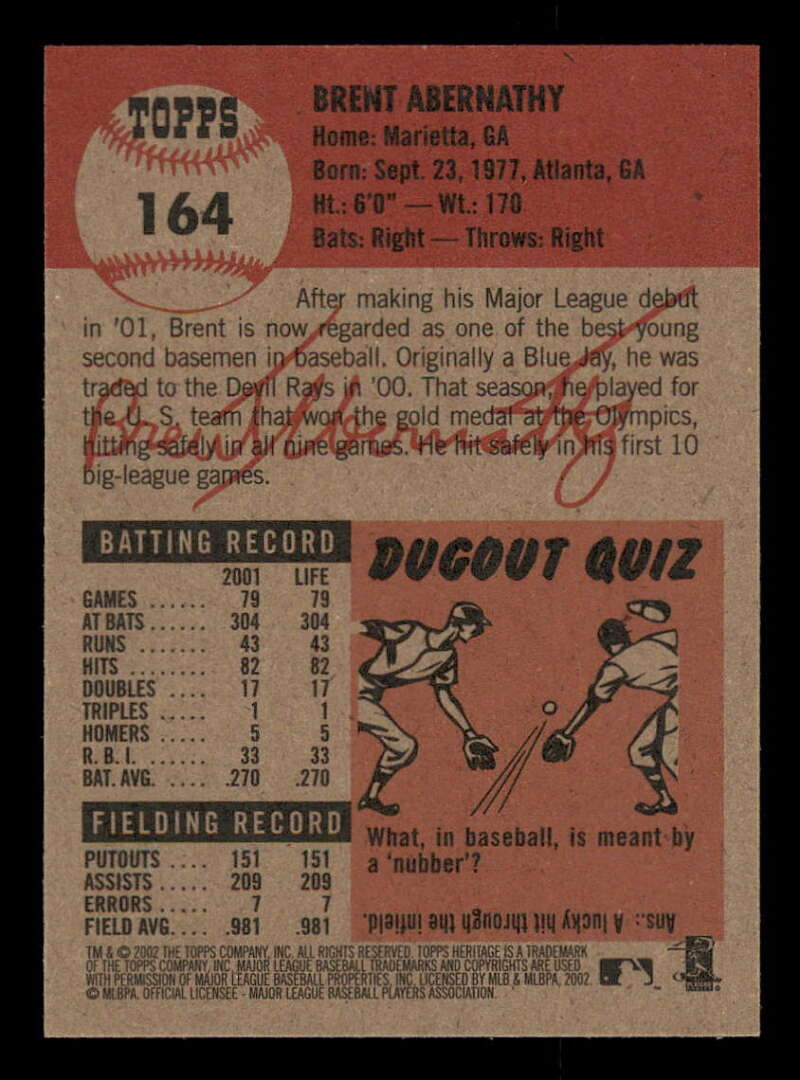 TOPPS
164
BRENT ABERNATHY
Home: Marietta, GA
Born: Sept. 23, 1977, Atlanta, GA
Ht.: 6'0" — Wt.: 170
Bats: Right — Throws: Right
After making his Major League debut
in '01, Brent is now regarded as one of the best young
second basemen in baseball. Originally a Blue Jay, he was
traded to the Devil Rays in '00. That season, he played for
the U. S. team that won the gold medal at the Olympics,
hitting safely in all nine games. He hit safely in his first 10
big-league games.
Brent Abernathy
BATTING RECORD
2001 LIFE
GAMES ...... 79 79
AT BATS ...... 304 304
RUNS ....... 43 43
HITS ........ 82 82
DOUBLES .... 17 17
TRIPLES ..... 1 1
HOMERS ..... 5 5
R. B. I. ...... 33 33
BAT. AVG. .... .270 .270
FIELDING RECORD
PUTOUTS .... 151 151
ASSISTS ..... 209 209
ERRORS ..... 7 7
FIELD AVG. ... .981 .981
DUGOUT QUIZ
What, in baseball, is meant by
a 'nubber'?
Ans.: A lucky hit through the infield.
TM & © 2002 THE TOPPS COMPANY, INC. ALL RIGHTS RESERVED. TOPPS HERITAGE IS A TRADEMARK
OF THE TOPPS COMPANY, INC. MAJOR LEAGUE BASEBALL TRADEMARKS AND COPYRIGHTS ARE USED
WITH PERMISSION OF MAJOR LEAGUE BASEBALL PROPERTIES, INC. LICENSED BY MLB & MLBPA, 2002.
© MLBPA. OFFICIAL LICENSEE - MAJOR LEAGUE BASEBALL PLAYERS ASSOCIATION.